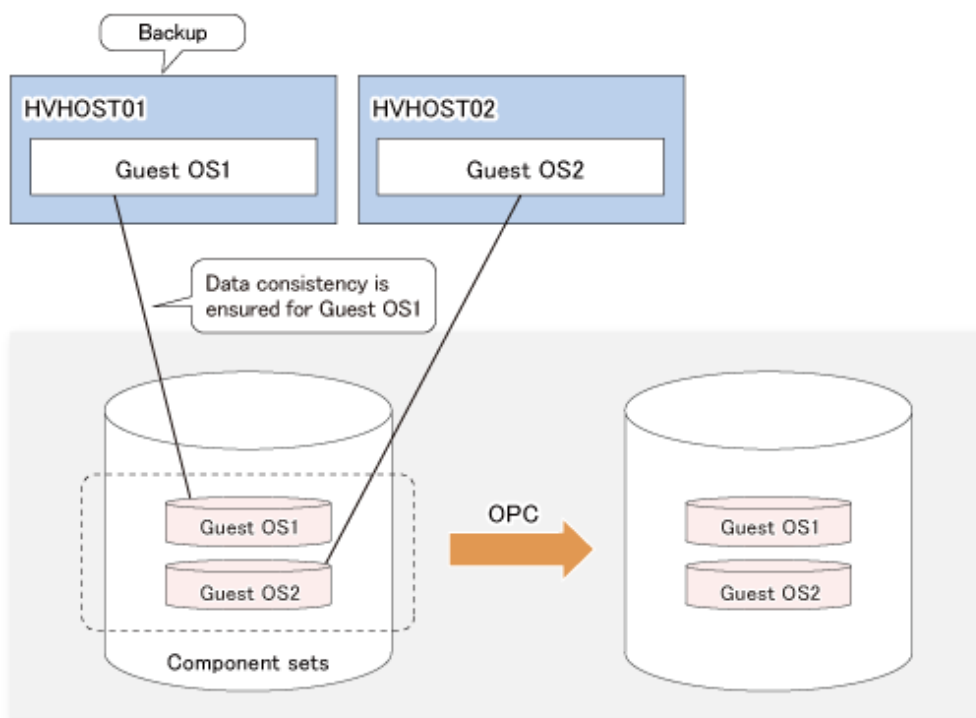 Backup
HVHOST01
HVHOST02
Guest OS1
Guest OS2
Data consistency is
ensured for Guest OS1
Guest OS1
Guest OS2
Component sets
OPC
Guest OS1
Guest OS2